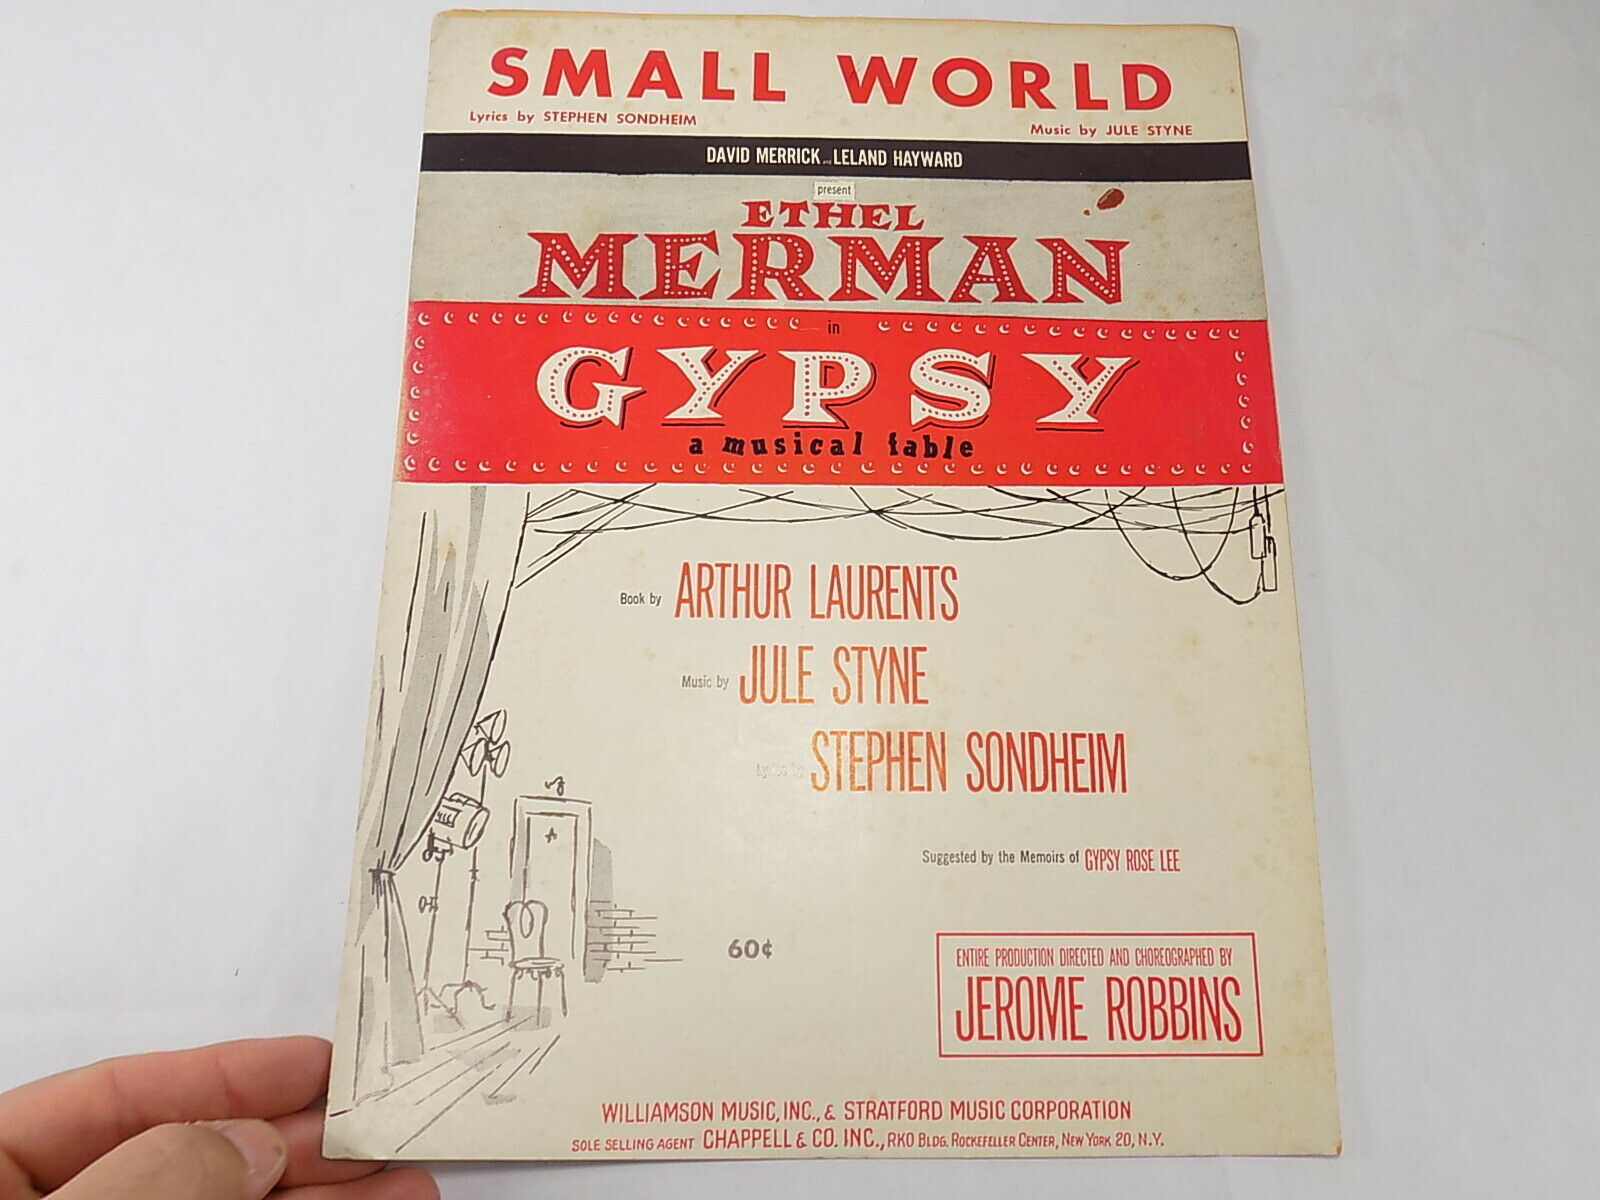 SMALL WORLD
Lyrics by STEPHEN SONDHEIM
Music by JULE STYNE
DAVID MERRICK and LELAND HAYWARD
present
ETHEL
MERMAN
in
GYPSY
a musical fable
Book by ARTHUR LAURENTS
Music by JULE STYNE
Lyrics by STEPHEN SONDHEIM
Suggested by the Memoirs of GYPSY ROSE LEE
60¢
ENTIRE PRODUCTION DIRECTED AND CHOREOGRAPHED BY
JEROME ROBBINS
WILLIAMSON MUSIC, INC., & STRATFORD MUSIC CORPORATION
SOLE SELLING AGENT CHAPPELL & CO. INC., RKO BLDG. ROCKEFELLER CENTER, NEW YORK 20, N.Y.